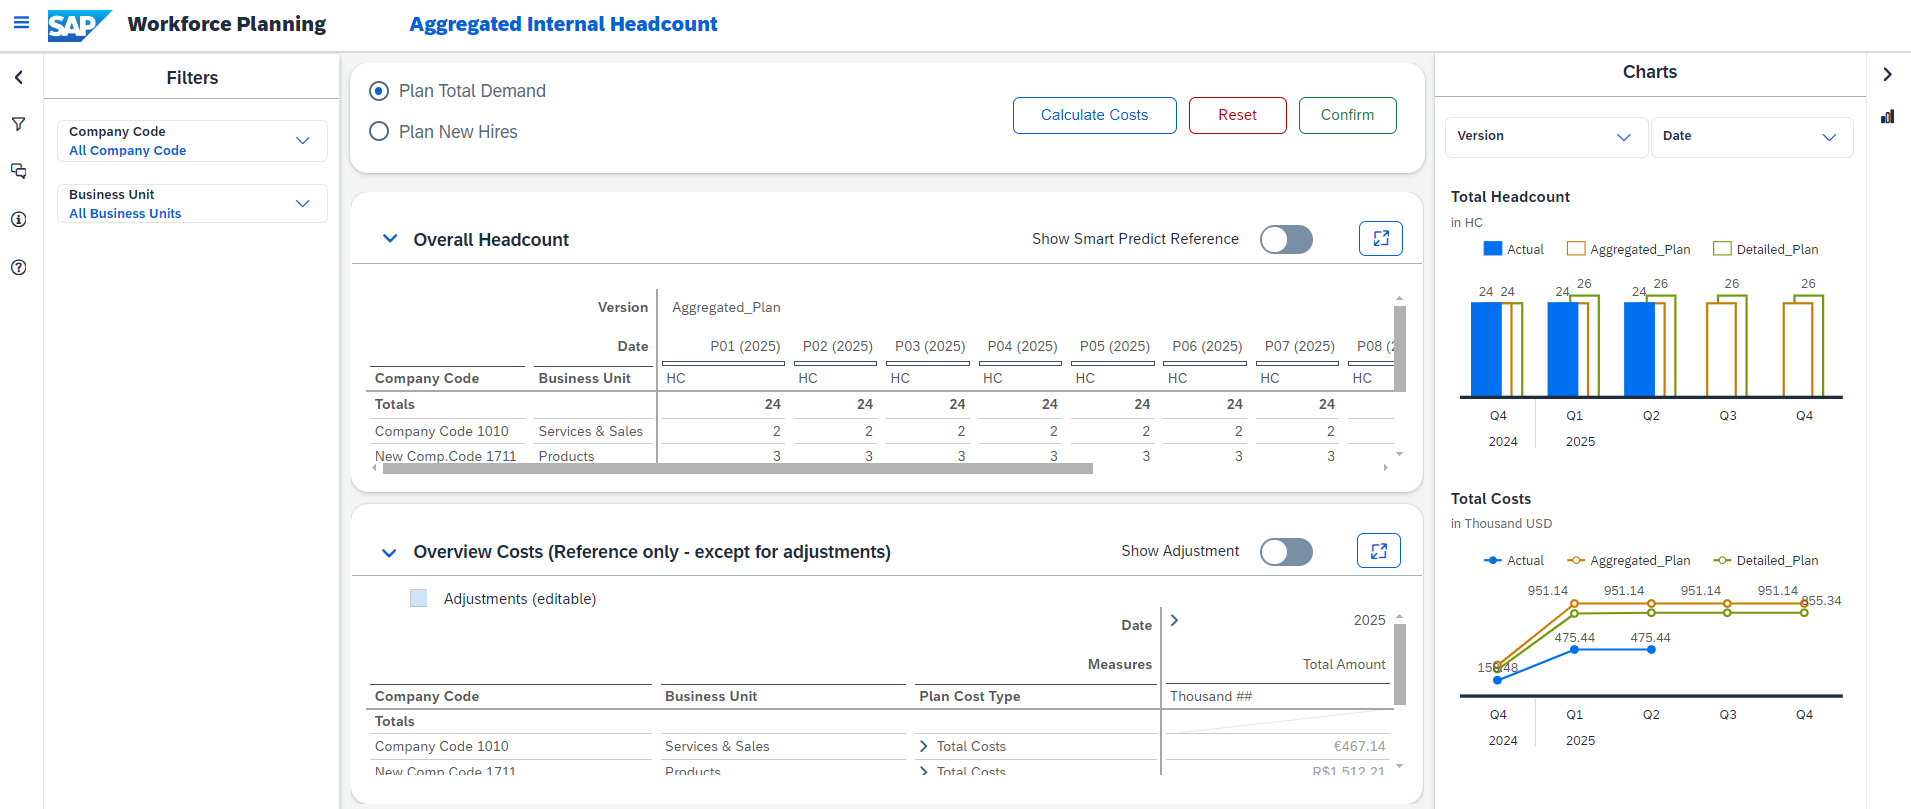 SAP Workforce Planning Aggregated Internal Headcount
Filters
Company Code
All Company Code
Business Unit
All Business Units
Plan Total Demand
Plan New Hires
Calculate Costs Reset Confirm
Overall Headcount Show Smart Predict Reference
Version Aggregated_Plan
Date P01 (2025) P02 (2025) P03 (2025) P04 (2025) P05 (2025) P06 (2025) P07 (2025) P08 (2
Company Code Business Unit HC HC HC HC HC HC HC HC
Totals 24 24 24 24 24 24 24
Company Code 1010 Services & Sales 2 2 2 2 2 2 2
New Comp.Code 1711 Products 3 3 3 3 3 3 3
Overview Costs (Reference only - except for adjustments) Show Adjustment
Adjustments (editable)
Date 2025
Measures Total Amount
Company Code Business Unit Plan Cost Type Thousand ##
Totals
Company Code 1010 Services & Sales Total Costs €467.14
New Comp.Code 1711 Products Total Costs R$1,512.21
Charts
Version Date
Total Headcount
in HC
Actual Aggregated_Plan Detailed_Plan
24 24 24 26 24 26 26 26
Q4 Q1 Q2 Q3 Q4
2024 2025
Total Costs
in Thousand USD
Actual Aggregated_Plan Detailed_Plan
951.14 951.14 951.14 951.14 855.34
475.44 475.44
158.48
Q4 Q1 Q2 Q3 Q4
2024 2025